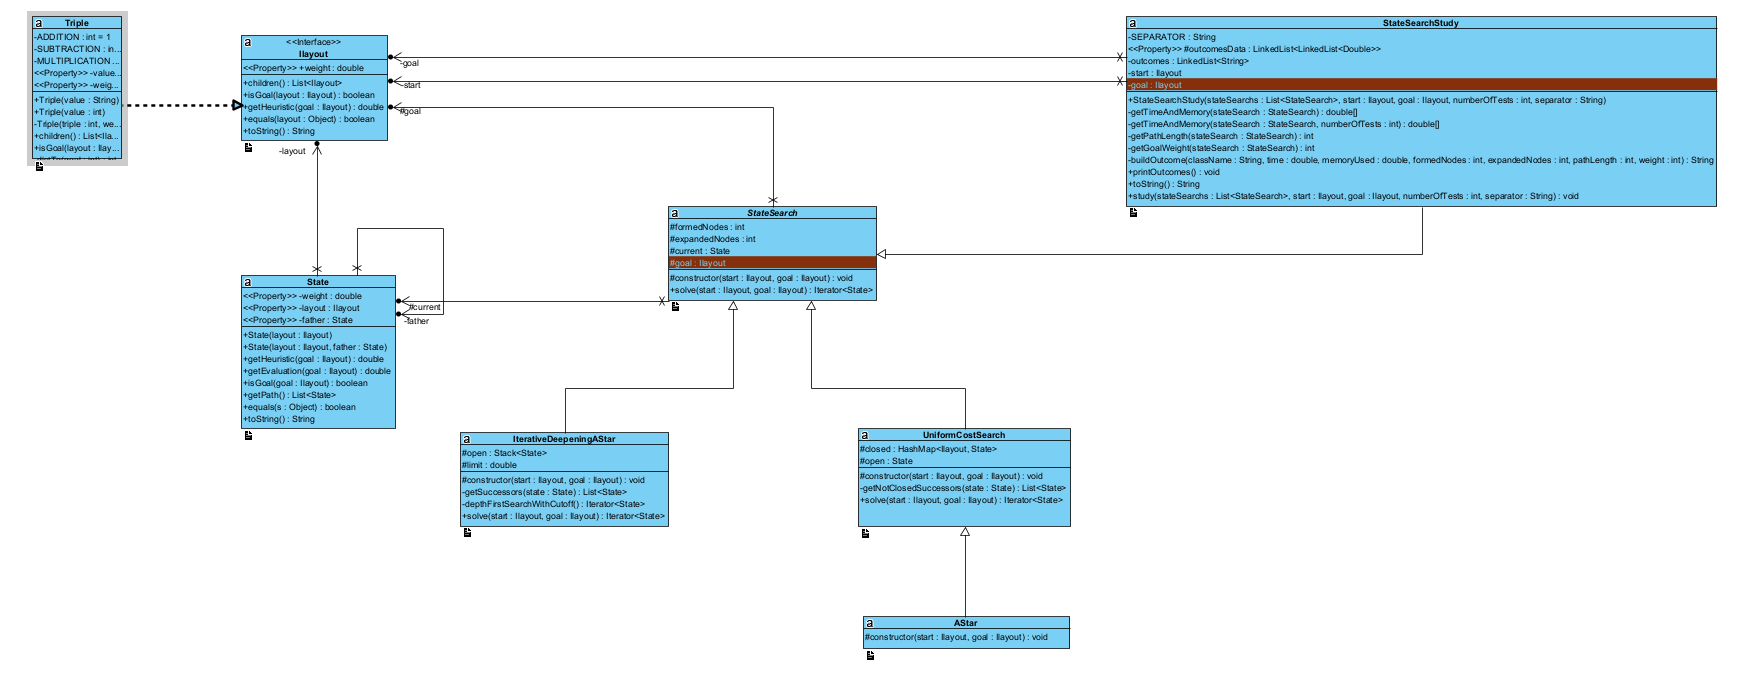 a Triple
-ADDITION : int = 1
-SUBTRACTION : in...
-MULTIPLICATION ...
<<Property>> -value...
<<Property>> -weig...
+Triple(value : String)
+Triple(value : int)
-Triple(triple : int, we...
+children() : List<Ila...
+isGoal(layout : Ilay...
a <<Interface>>
Ilayout
<<Property>> +weight : double
+children() : List<Ilayout>
+isGoal(layout : Ilayout) : boolean
+getHeuristic(goal : Ilayout) : double
+equals(layout : Object) : boolean
+toString() : String
-goal
-start
#goal
-layout
a StateSearchStudy
-SEPARATOR : String
<<Property>> #outcomesData : LinkedList<LinkedList<Double>>
-outcomes : LinkedList<String>
-start : Ilayout
-goal : Ilayout
+StateSearchStudy(stateSearchs : List<StateSearch>, start : Ilayout, goal : Ilayout, numberOfTests : int, separator : String)
-getTimeAndMemory(stateSearch : StateSearch) : double[]
-getTimeAndMemory(stateSearch : StateSearch, numberOfTests : int) : double[]
-getPathLength(stateSearch : StateSearch) : int
-getGoalWeight(stateSearch : StateSearch) : int
-buildOutcome(className : String, time : double, memoryUsed : double, formedNodes : int, expandedNodes : int, pathLength : int, weight : int) : String
+printOutcomes() : void
+toString() : String
+study(stateSearchs : List<StateSearch>, start : Ilayout, goal : Ilayout, numberOfTests : int, separator : String) : void
a StateSearch
#formedNodes : int
#expandedNodes : int
#current : State
#goal : Ilayout
#constructor(start : Ilayout, goal : Ilayout) : void
+solve(start : Ilayout, goal : Ilayout) : Iterator<State>
a State
<<Property>> -weight : double
<<Property>> -layout : Ilayout
<<Property>> -father : State
+State(layout : Ilayout)
+State(layout : Ilayout, father : State)
+getHeuristic(goal : Ilayout) : double
+getEvaluation(goal : Ilayout) : double
+isGoal(goal : Ilayout) : boolean
+getPath() : List<State>
+equals(s : Object) : boolean
+toString() : String
#current
-father
a IterativeDeepeningAStar
#open : Stack<State>
#limit : double
#constructor(start : Ilayout, goal : Ilayout) : void
-getSuccessors(state : State) : List<State>
-depthFirstSearchWithCutoff() : Iterator<State>
+solve(start : Ilayout, goal : Ilayout) : Iterator<State>
a UniformCostSearch
#closed : HashMap<Ilayout, State>
#open : State
#constructor(start : Ilayout, goal : Ilayout) : void
-getNotClosedSuccessors(state : State) : List<State>
+solve(start : Ilayout, goal : Ilayout) : Iterator<State>
a AStar
#constructor(start : Ilayout, goal : Ilayout) : void